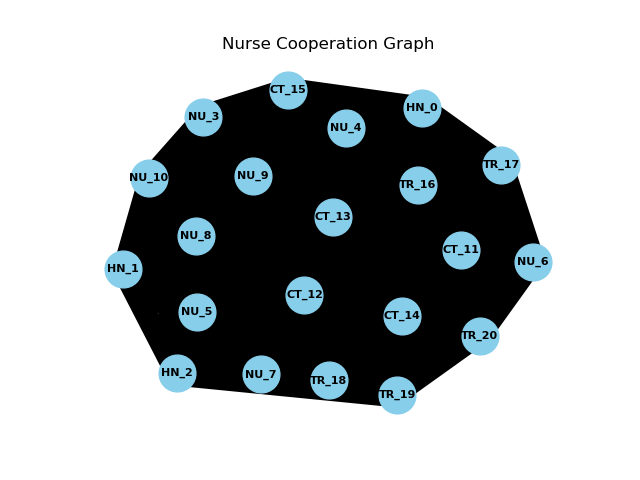 Nurse Cooperation Graph
CT_15
HN_0
NU_3
NU_4
TR_17
NU_9
NU_10
TR_16
CT_13
NU_8
CT_11
NU_6
HN_1
CT_12
NU_5
CT_14
TR_20
HN_2
NU_7
TR_18
TR_19